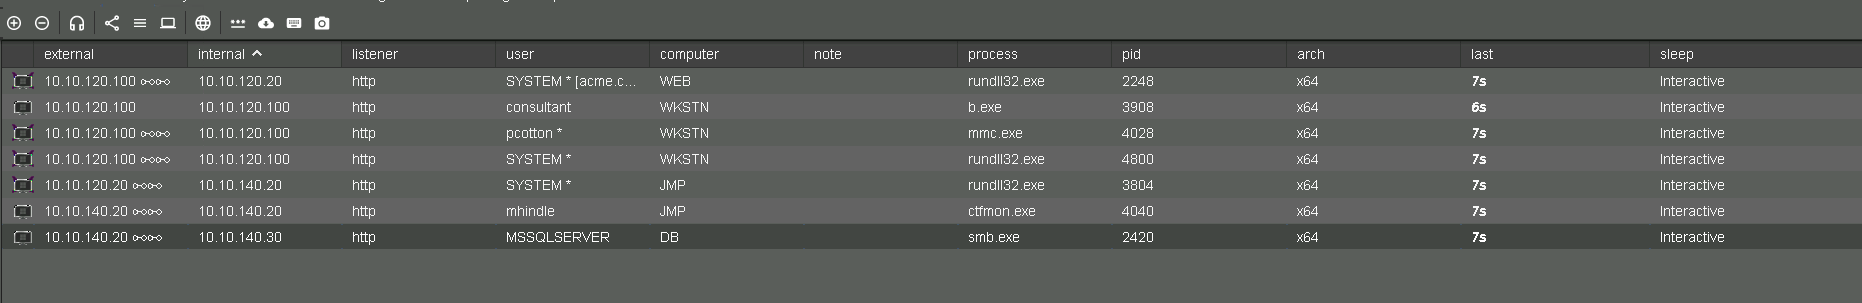 external internal listener user computer note process pid arch last sleep
10.10.120.100 10.10.120.20 http SYSTEM * [acme.c... WEB rundll32.exe 2248 x64 7s Interactive
10.10.120.100 10.10.120.100 http consultant WKSTN b.exe 3908 x64 6s Interactive
10.10.120.100 10.10.120.100 http pcotton * WKSTN mmc.exe 4028 x64 7s Interactive
10.10.120.100 10.10.120.100 http SYSTEM * WKSTN rundll32.exe 4800 x64 7s Interactive
10.10.120.20 10.10.140.20 http SYSTEM * JMP rundll32.exe 3804 x64 7s Interactive
10.10.140.20 10.10.140.20 http mhindle JMP ctfmon.exe 4040 x64 7s Interactive
10.10.140.20 10.10.140.30 http MSSQLSERVER DB smb.exe 2420 x64 7s Interactive